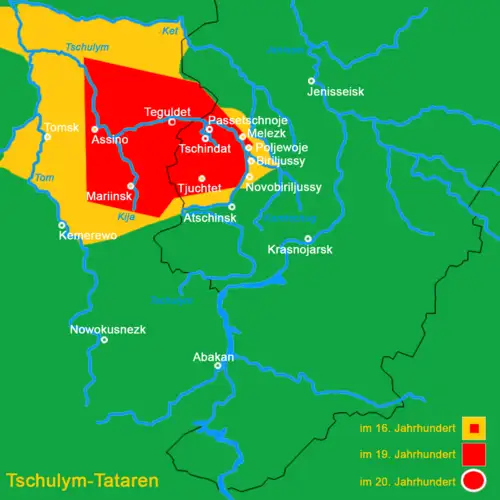 Ket
Tschulym
Jenisseisk
Teguldet
Passetschnoje
Tomsk
Assino
Melezk
Tschindat
Poljewoje
Biriljussy
Tom
Mariinsk
Tjuchtet
Novobiriljussy
Kija
Atschinsk
Kemerewo
Krasnojarsk
Nowokusnezk
Abakan
im 16. Jahrhundert
im 19. Jahrhundert
Tschulym-Tataren
im 20. Jahrhundert